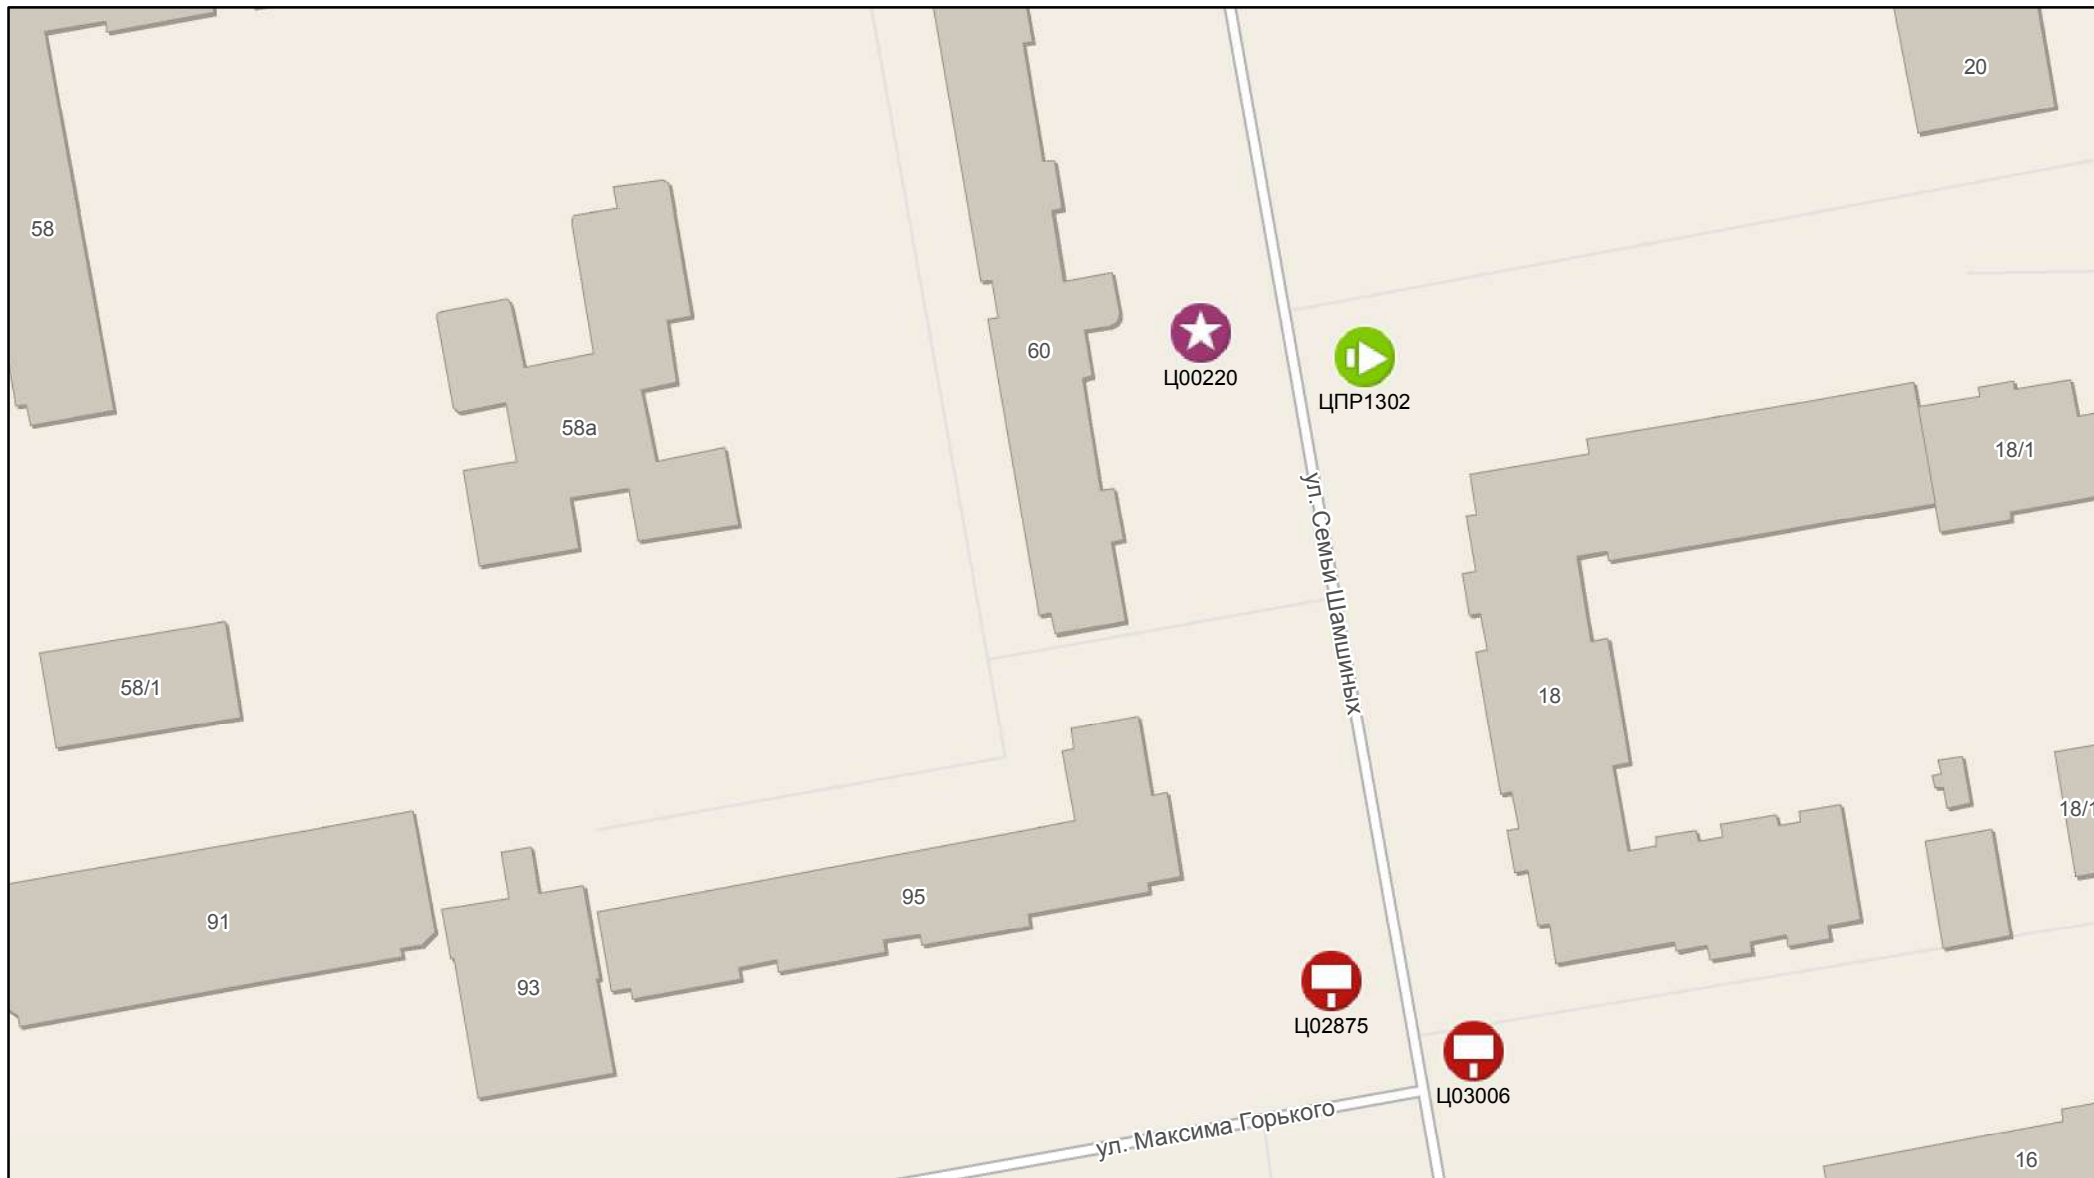 20
58
60
Ц00220
ЦПР1302
58а
18/1
ул. Семьи Шамшиных
58/1
18
18/1
91
95
93
Ц02875
Ц03006
ул. Максима Горького
16